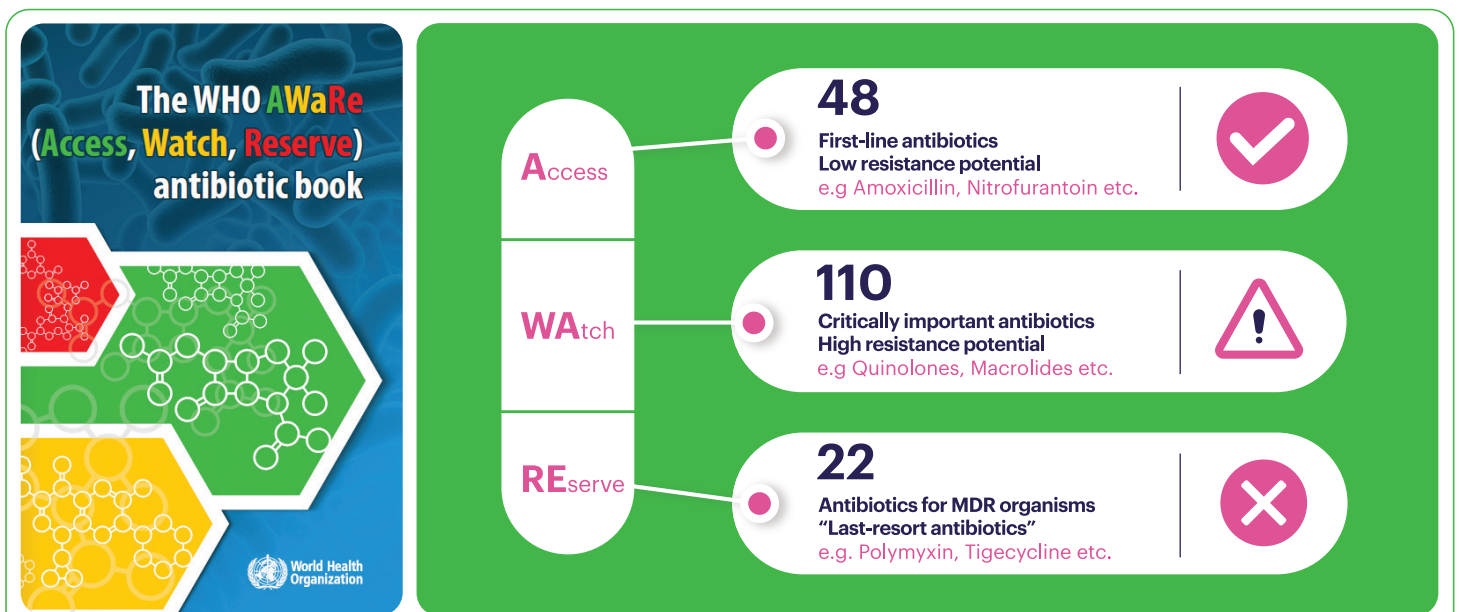 The WHO AWaRe
(Access, Watch, Reserve)
antibiotic book
World Health
Organization
Access
WAtch
REserve
48
First-line antibiotics
Low resistance potential
e.g Amoxicillin, Nitrofurantoin etc.
110
Critically important antibiotics
High resistance potential
e.g Quinolones, Macrolides etc.
22
Antibiotics for MDR organisms
“Last-resort antibiotics”
e.g. Polymyxin, Tigecycline etc.